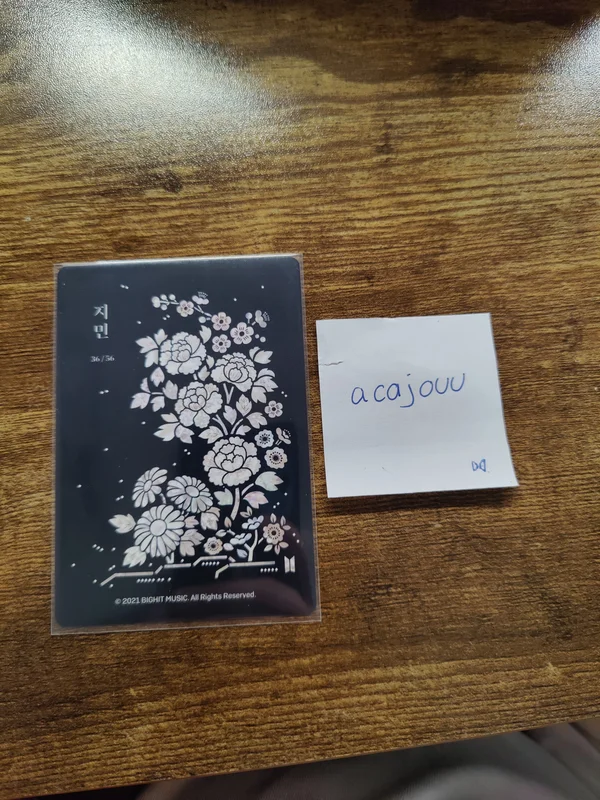 지
민
36/56
© 2021 BIGHIT MUSIC. All Rights Reserved.
acajouu